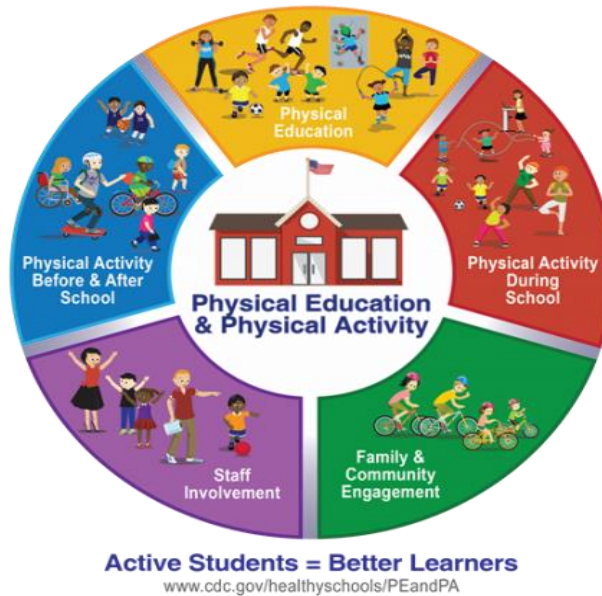 Physical
Education
Physical Activity
Before & After
School
Physical Activity
During
School
Physical Education
& Physical Activity
Staff
Involvement
Family &
Community
Engagement
Active Students = Better Learners
www.cdc.gov/healthyschools/PEandPA